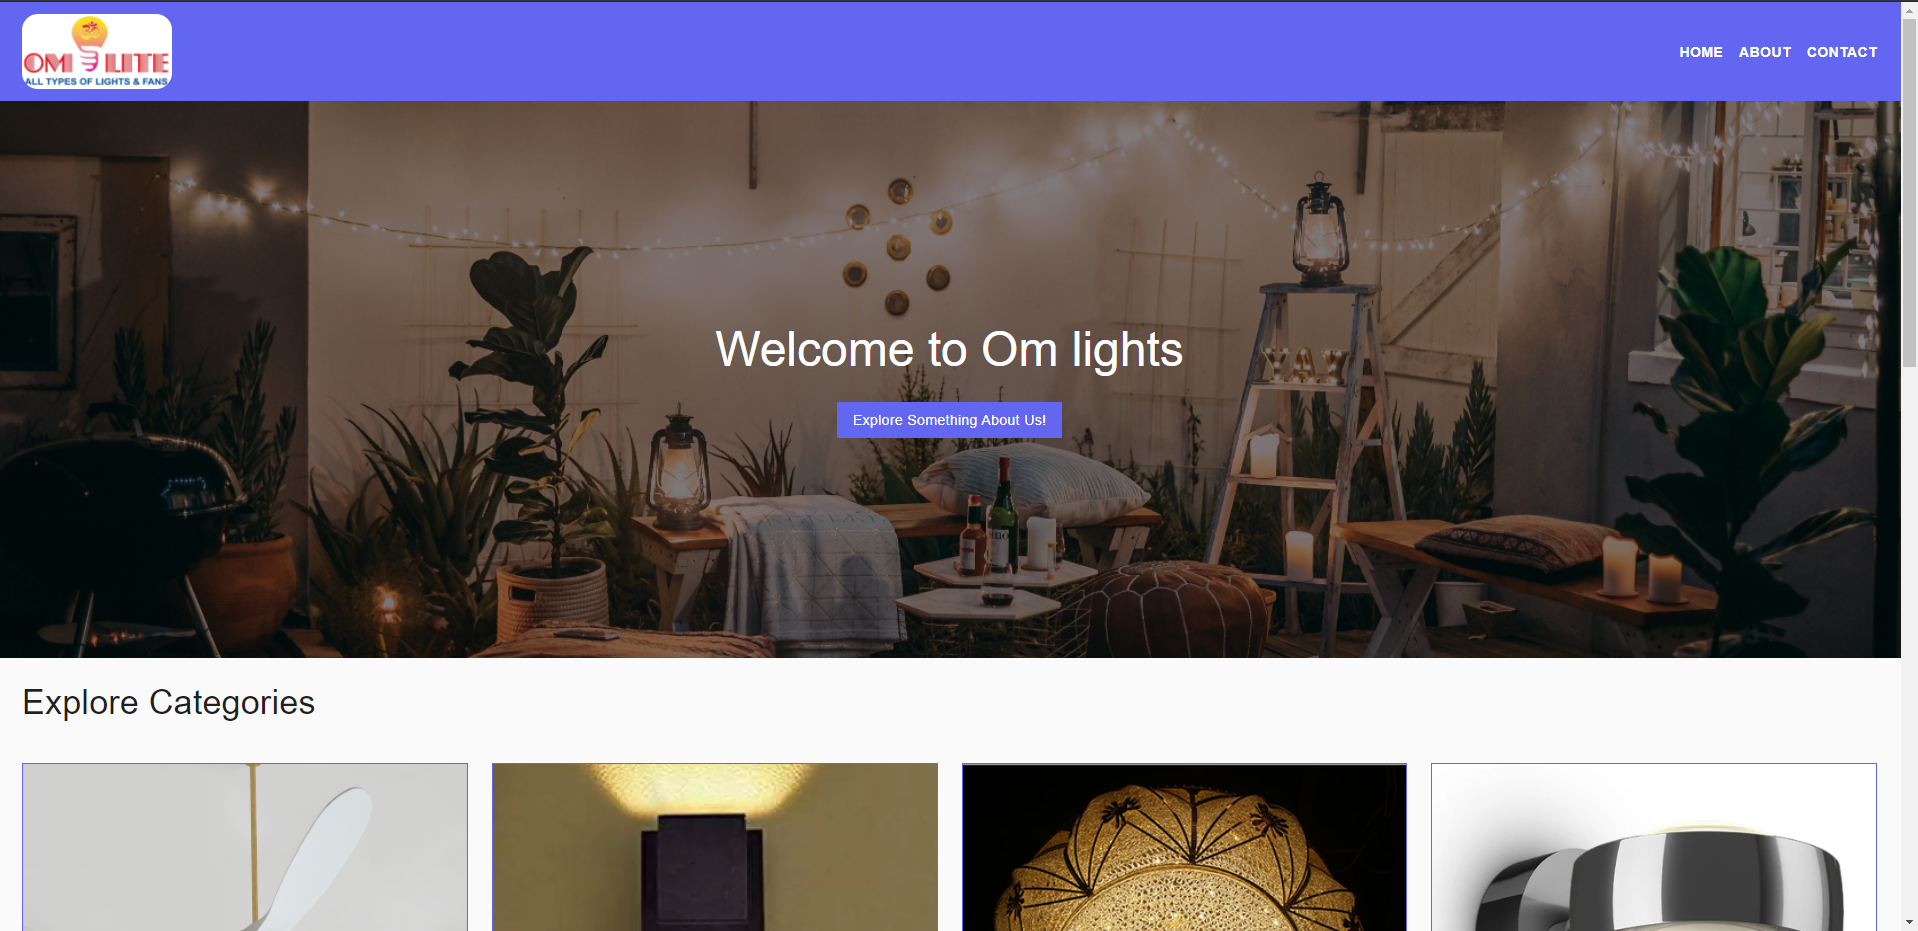 OM LITE
ALL TYPES OF LIGHTS & FANS
HOME ABOUT CONTACT
Welcome to Om lights
YAY
Explore Something About Us!
Explore Categories